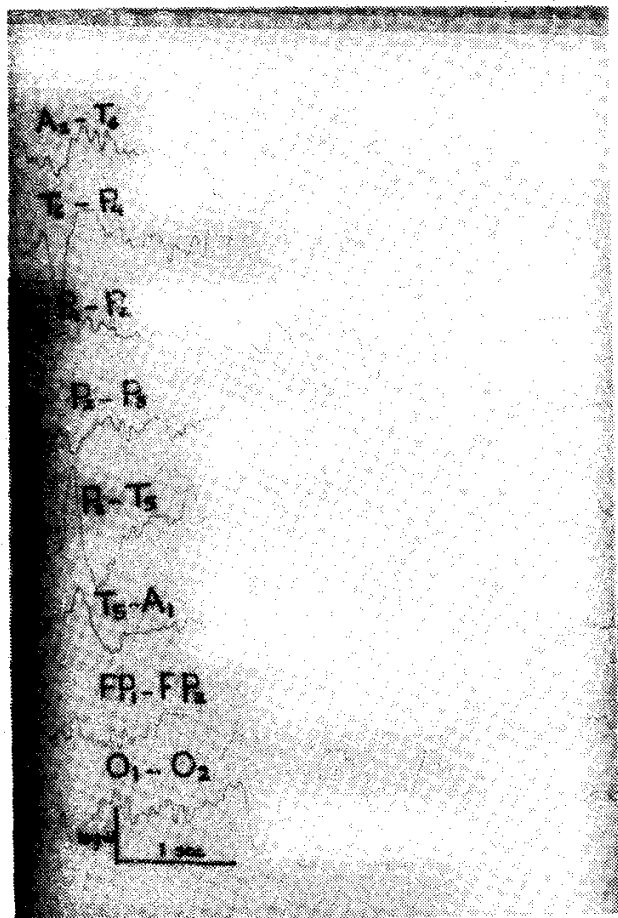 A₂-T₆
T₆-P₄
P₄-P₂
P₂-P₃
P₃-T₅
T₅-A₁
FP₁-FP₂
O₁-O₂
1 sec